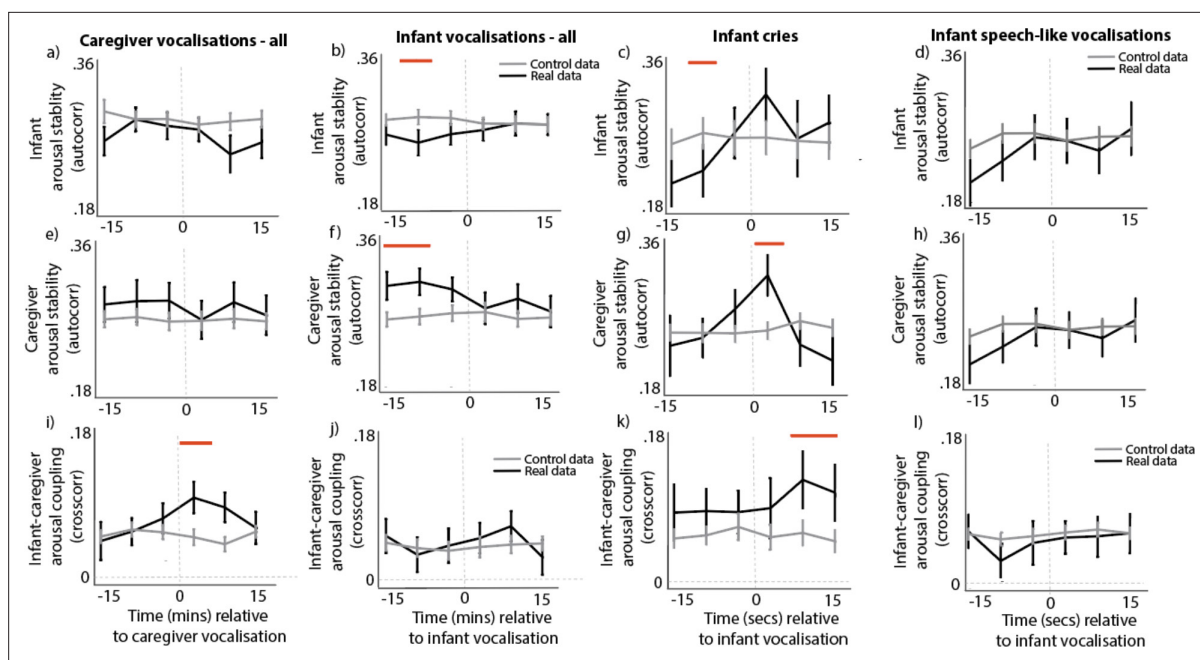 Caregiver vocalisations - all
Infant vocalisations - all
Infant cries
Infant speech-like vocalisations
a)
.36
Infant
arousal stablity
(autocorr)
.18
-15
0
15
b)
.36
Control data
Real data
Infant
arousal stability
(autocorr)
.18
-15
0
15
c)
.36
Infant
arousal stability
(autocorr)
.18
-15
0
15
d)
.36
Control data
Real data
Infant
arousal stability
(autocorr)
.18
-15
0
15
e)
.36
Caregiver
arousal stability
(autocorr)
.18
-15
0
15
f)
.36
Caregiver
arousal stability
(autocorr)
.18
-15
0
15
g)
.36
Caregiver
arousal stability
(autocorr)
.18
-15
0
15
h)
.36
Caregiver
arousal stability
(autocorr)
.18
-15
0
15
i)
.18
Infant-caregiver
arousal coupling
(crosscorr)
0
-15
0
15
Time (mins) relative
to caregiver vocalisation
j)
.18
Control data
Real data
Infant-caregiver
arousal coupling
(crosscorr)
0
-15
0
15
Time (mins) relative
to infant vocalisation
k)
.18
Infant-caregiver
arousal coupling
(crosscorr)
0
-15
0
15
Time (secs) relative
to infant vocalisation
l)
.18
Control data
Real data
Infant-caregiver
arousal coupling
(crosscorr)
0
-15
0
15
Time (secs) relative
to infant vocalisation